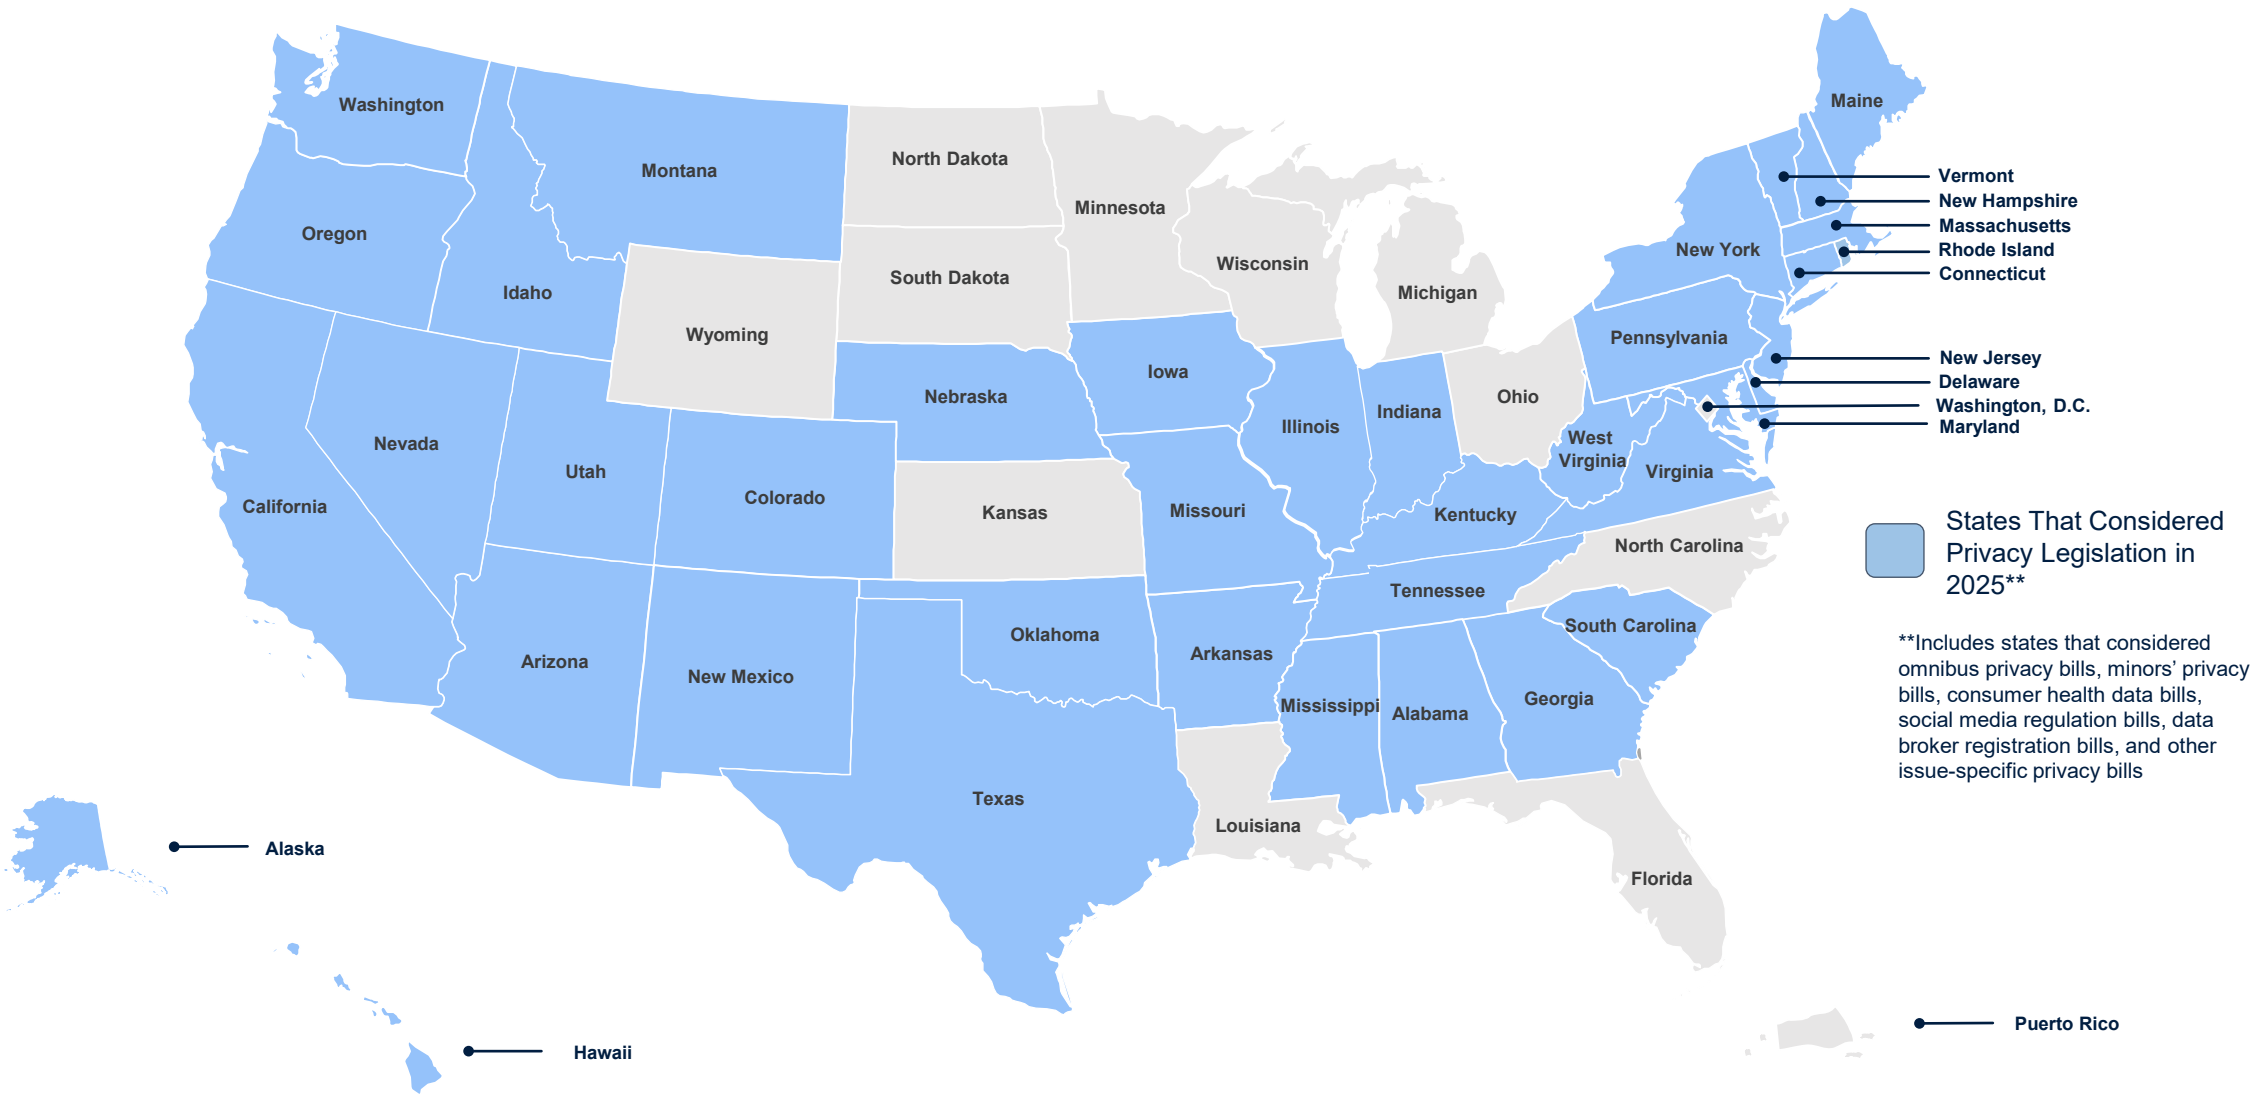 Washington
Maine
North Dakota
Montana
Vermont
New Hampshire
Minnesota
Massachusetts
Oregon
New York
Rhode Island
Wisconsin
Connecticut
South Dakota
Idaho
Michigan
Wyoming
Pennsylvania
New Jersey
Iowa
Delaware
Nebraska
Ohio
Washington, D.C.
Indiana
Maryland
Illinois
Nevada
West
Virginia
Utah
Virginia
Colorado
California
Missouri
Kansas
Kentucky
States That Considered
Privacy Legislation in
2025**
North Carolina
Tennessee
South Carolina
Oklahoma
**Includes states that considered
omnibus privacy bills, minors’ privacy
bills, consumer health data bills,
social media regulation bills, data
broker registration bills, and other
issue-specific privacy bills
Arkansas
Arizona
New Mexico
Georgia
Mississippi
Alabama
Texas
Louisiana
Alaska
Florida
Puerto Rico
Hawaii